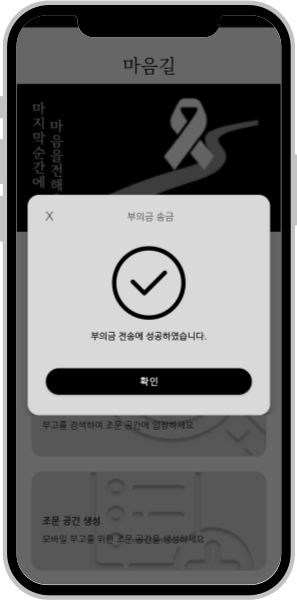 마음길
마지막순간에
마음을전해
X 부의금 송금
부의금 전송에 성공하였습니다.
확인
부고를 검색하여 조문 공간에 입장하세요
조문 공간 생성
모바일 부고를 위한 조문 공간을 생성하세요